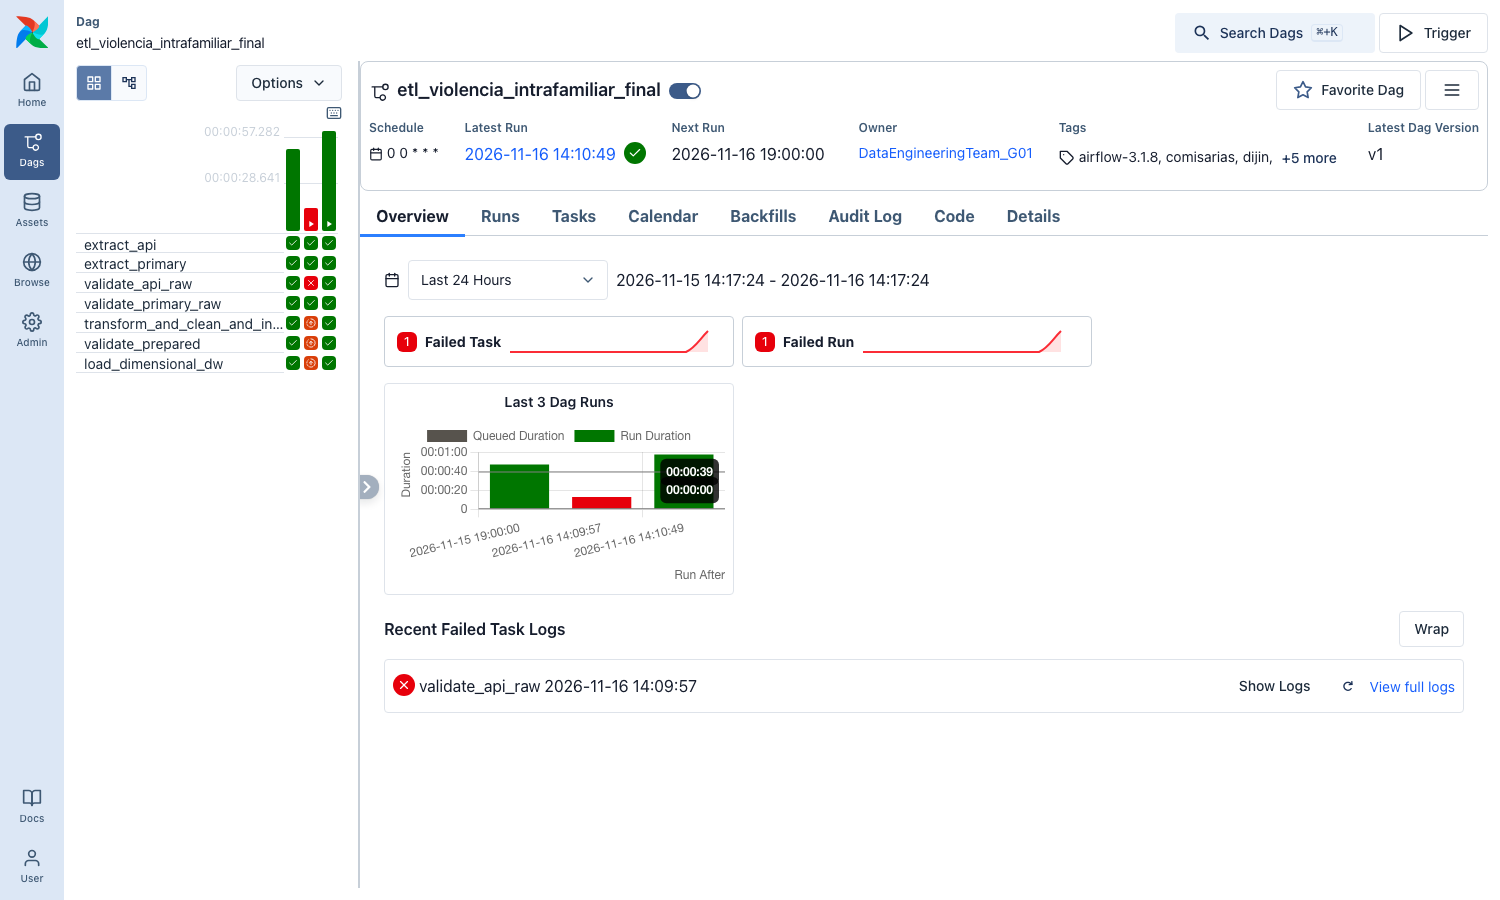 Dag
etl_violencia_intrafamiliar_final
Search Dags ⌘+K
Trigger
Home
Dags
Assets
Browse
Admin
Docs
User
Options
00:00:57.282
00:00:28.641
extract_api
extract_primary
validate_api_raw
validate_primary_raw
transform_and_clean_and_in...
validate_prepared
load_dimensional_dw
etl_violencia_intrafamiliar_final
Favorite Dag
Schedule
0 0 * * *
Latest Run
2026-11-16 14:10:49
Next Run
2026-11-16 19:00:00
Owner
DataEngineeringTeam_G01
Tags
airflow-3.1.8, comisarias, dijin, +5 more
Latest Dag Version
v1
Overview Runs Tasks Calendar Backfills Audit Log Code Details
Last 24 Hours
2026-11-15 14:17:24 - 2026-11-16 14:17:24
1 Failed Task
1 Failed Run
Last 3 Dag Runs
Queued Duration Run Duration
Duration
00:01:00
00:00:40
00:00:20
0
00:00:39
00:00:00
2026-11-15 19:00:00
2026-11-16 14:09:57
2026-11-16 14:10:49
Run After
Recent Failed Task Logs
Wrap
validate_api_raw 2026-11-16 14:09:57
Show Logs
View full logs